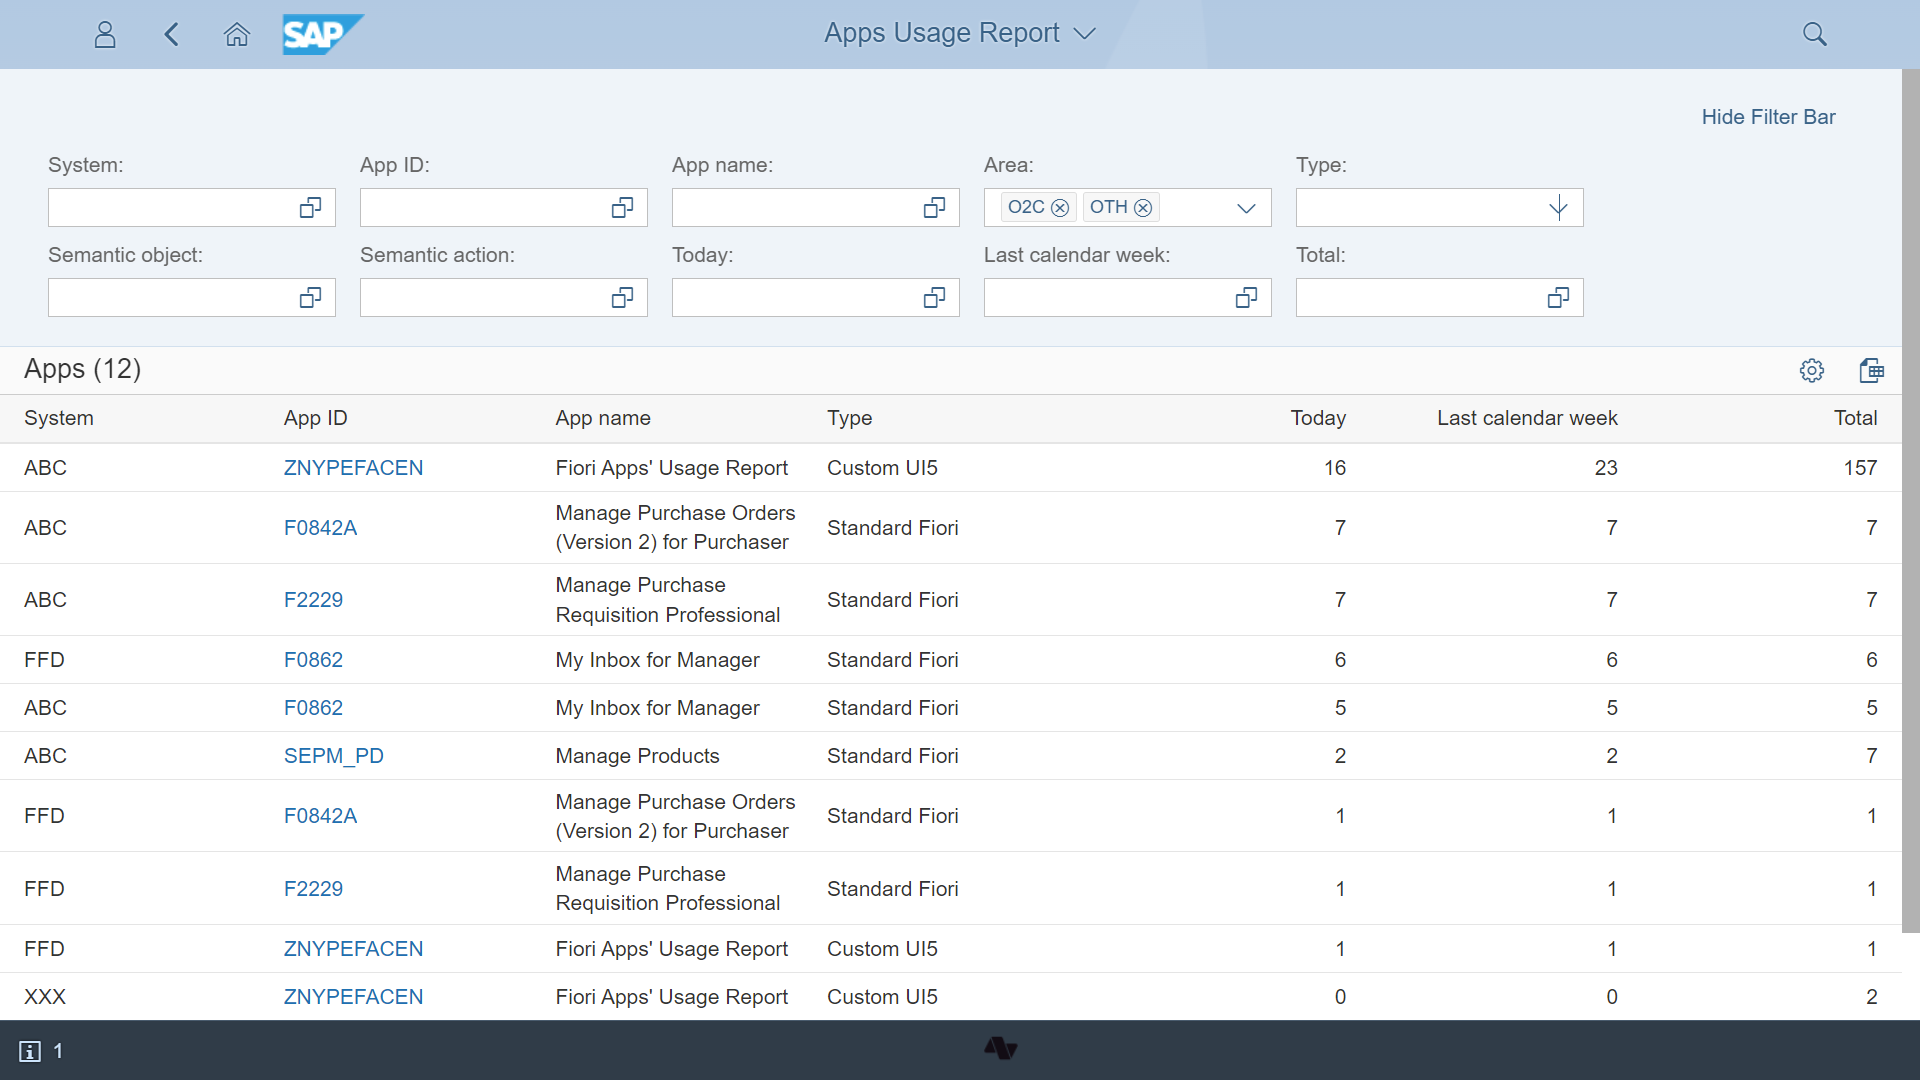 SAP
Apps Usage Report
Hide Filter Bar
System:
App ID:
App name:
Area:
Type:
O2C
OTH
Semantic object:
Semantic action:
Today:
Last calendar week:
Total:
Apps (12)
System App ID App name Type Today Last calendar week Total
ABC ZNYPEFACEN Fiori Apps' Usage Report Custom UI5 16 23 157
ABC F0842A Manage Purchase Orders (Version 2) for Purchaser Standard Fiori 7 7 7
ABC F2229 Manage Purchase Requisition Professional Standard Fiori 7 7 7
FFD F0862 My Inbox for Manager Standard Fiori 6 6 6
ABC F0862 My Inbox for Manager Standard Fiori 5 5 5
ABC SEPM_PD Manage Products Standard Fiori 2 2 7
FFD F0842A Manage Purchase Orders (Version 2) for Purchaser Standard Fiori 1 1 1
FFD F2229 Manage Purchase Requisition Professional Standard Fiori 1 1 1
FFD ZNYPEFACEN Fiori Apps' Usage Report Custom UI5 1 1 1
XXX ZNYPEFACEN Fiori Apps' Usage Report Custom UI5 0 0 2
1